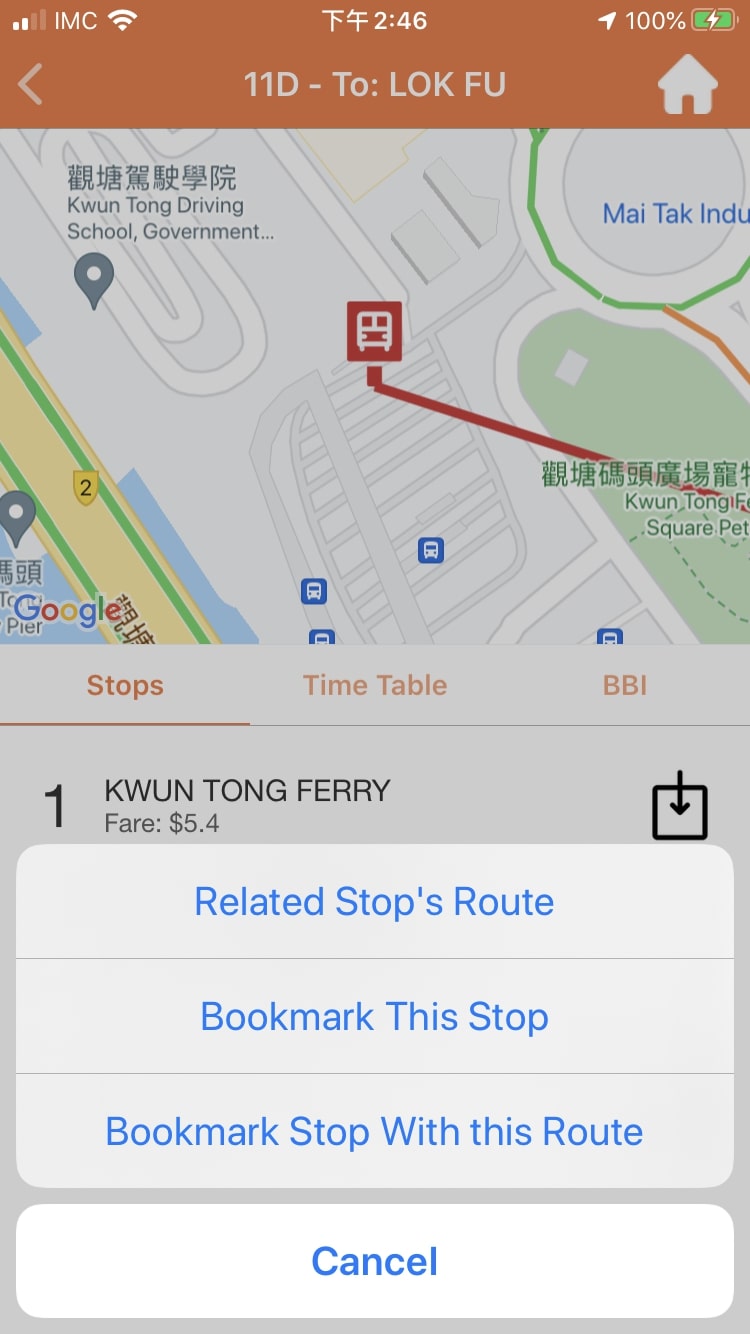 IMC
下午2:46
100%
11D - To: LOK FU
觀塘駕駛學院
Kwun Tong Driving
School, Government...
Mai Tak Indu
2
觀塘碼頭廣場寵物
Kwun Tong Fe
Square Pet
碼頭
Google
Pier
觀塘
Stops
Time Table
BBI
1
KWUN TONG FERRY
Fare: $5.4
Related Stop's Route
Bookmark This Stop
Bookmark Stop With this Route
Cancel